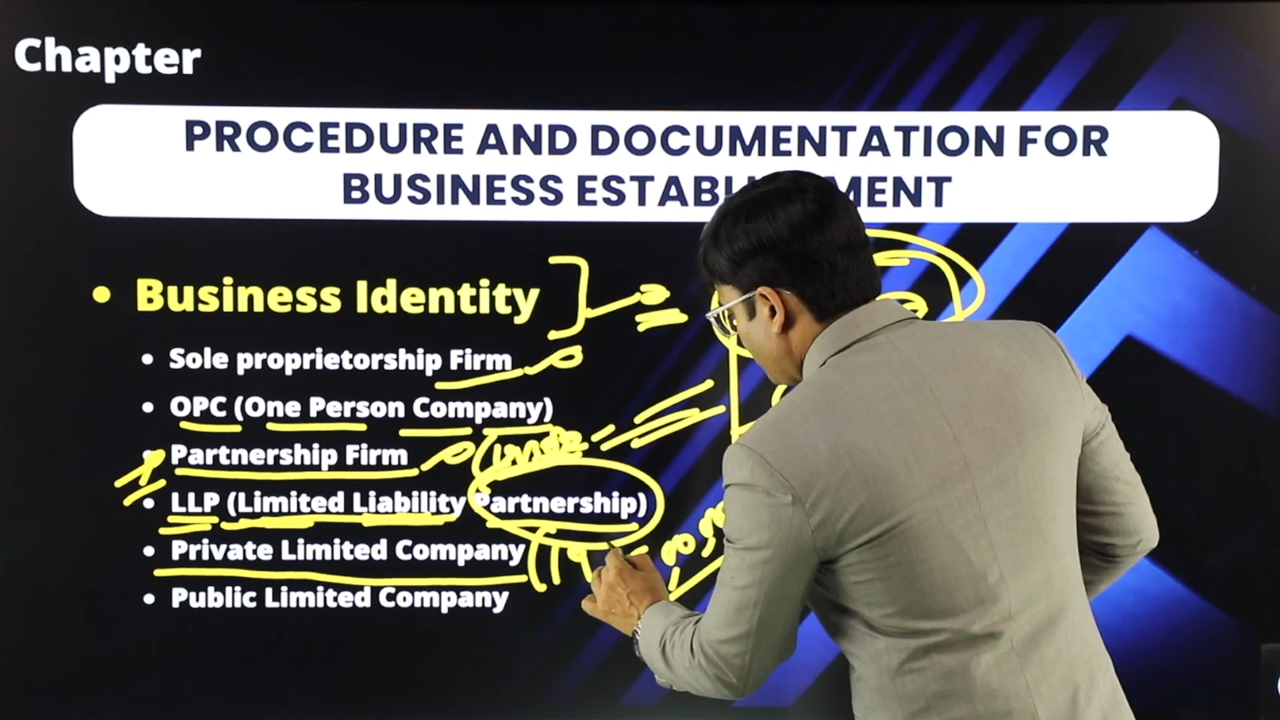 Chapter
PROCEDURE AND DOCUMENTATION FOR
BUSINESS MENT
• Business Identity
• Sole proprietorship Firm
• OPC (One Person Company)
• Partnership Firm
• LLP (Limited Liability Partnership)
• Private Limited Company
• Public Limited Company